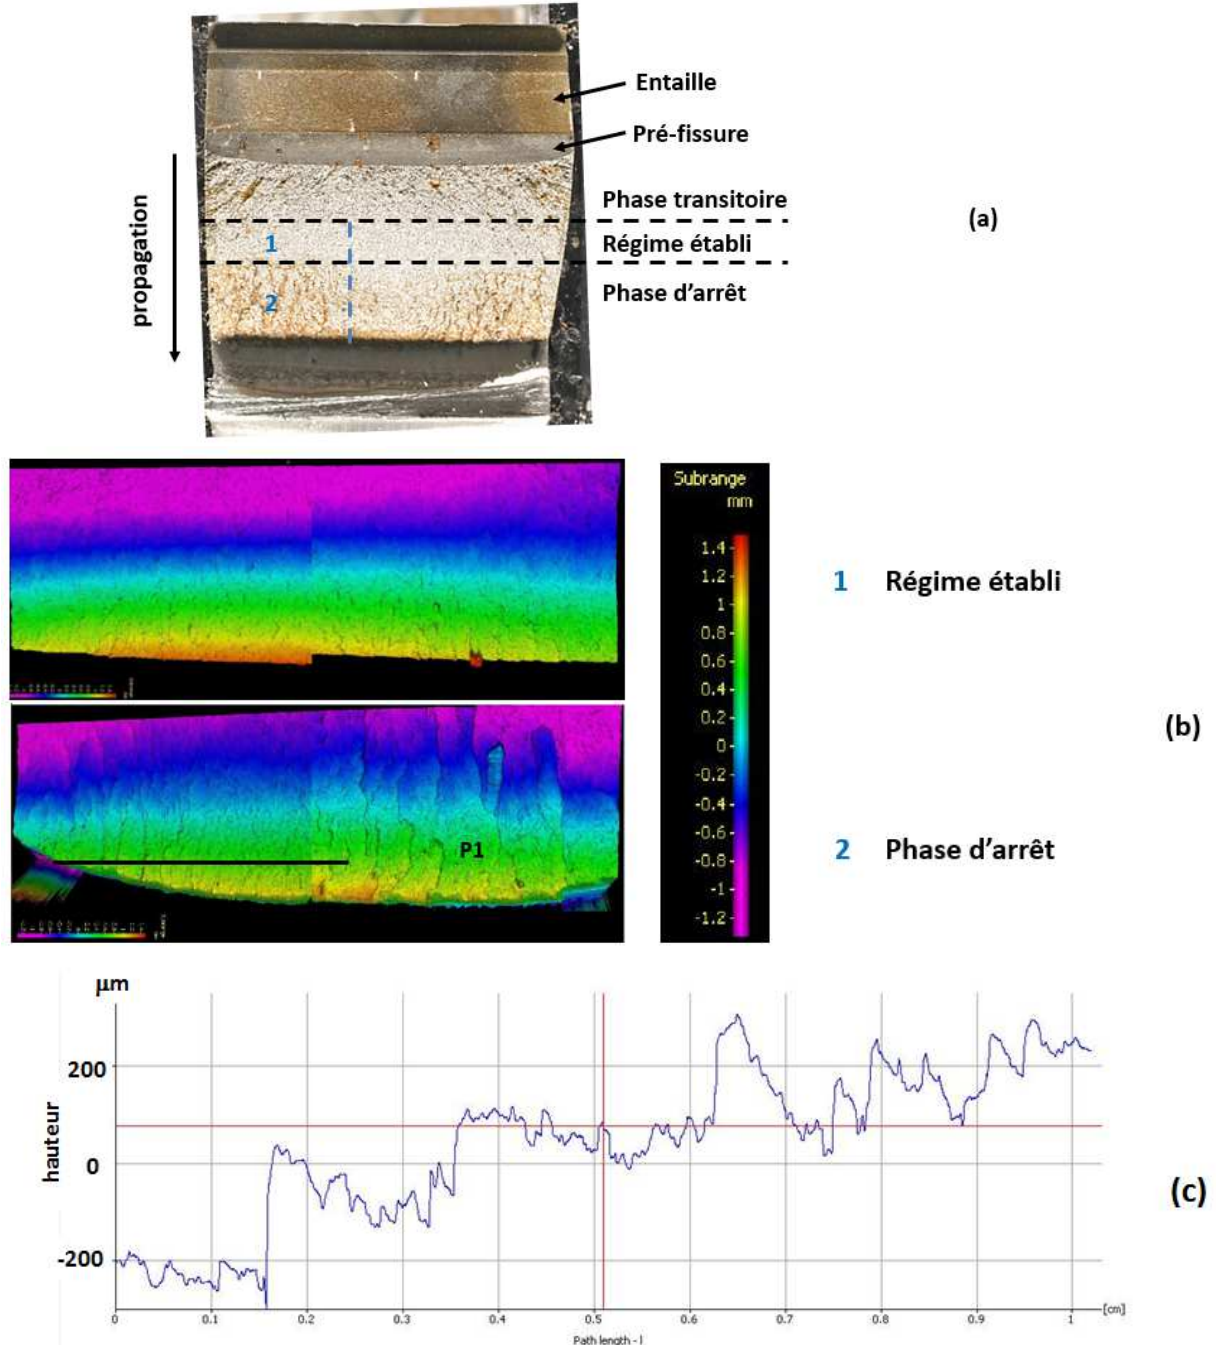 Entaille
Pré-fissure
Phase transitoire
propagation
(a)
1
Régime établi
2
Phase d'arrêt
Subrange
mm
1.4
1.2
1
0.8
0.6
0.4
0.2
0
-0.2
-0.4
-0.6
-0.8
-1
-1.2
1 Régime établi
(b)
P1
2 Phase d'arrêt
µm
200
0
-200
hauteur
(c)
0 0.1 0.2 0.3 0.4 0.5 0.6 0.7 0.8 0.9 1 [cm]
Path length - l